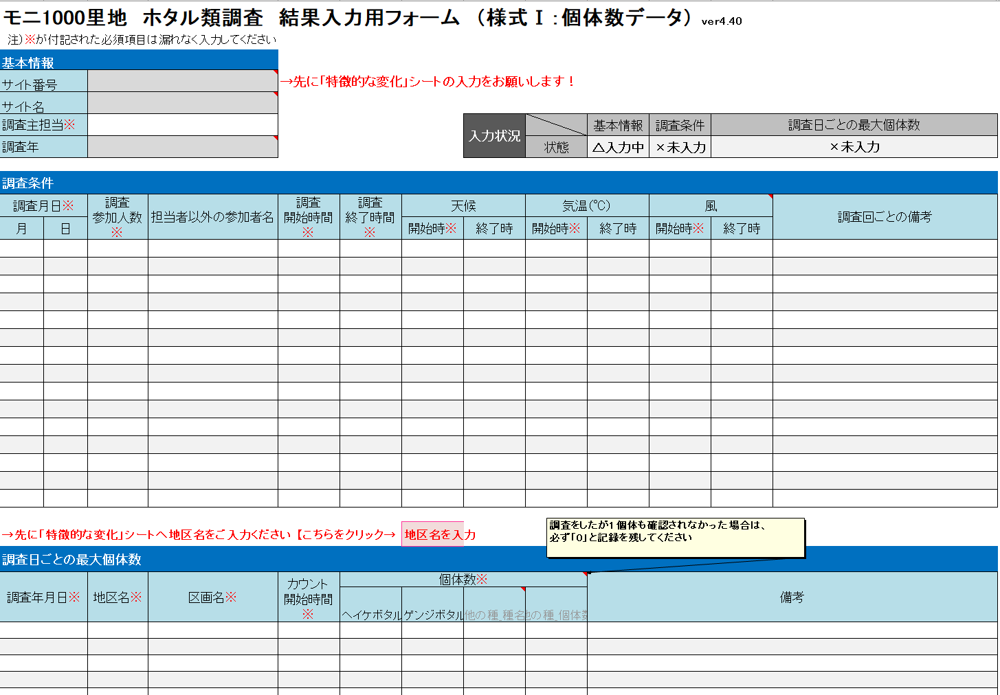 モニ1000里地　ホタル類調査　結果入力用フォーム　（様式Ⅰ：個体数データ） ver4.40
注）※が付記された必須項目は漏れなく入力してください
基本情報
サイト番号
→先に「特徴的な変化」シートの入力をお願いします！
サイト名
調査主担当※
調査年
入力状況
基本情報 調査条件 調査日ごとの最大個体数
状態 △入力中 ×未入力 ×未入力
調査条件
調査月日※
月 日
調査
参加人数
※
担当者以外の参加者名
調査
開始時間
※
調査
終了時間
※
天候
開始時※ 終了時
気温(℃)
開始時※ 終了時
風
開始時※ 終了時
調査回ごとの備考
→先に「特徴的な変化」シートへ地区名をご入力ください【こちらをクリック→ 地区名を入力
調査をしたが1個体も確認されなかった場合は、
必ず「0」と記録を残してください
調査日ごとの最大個体数
調査年月日※
地区名※
区画名※
カウント
開始時間
※
個体数※
ヘイケボタル ゲンジボタル 他の種_種名 他の種_個体数
備考